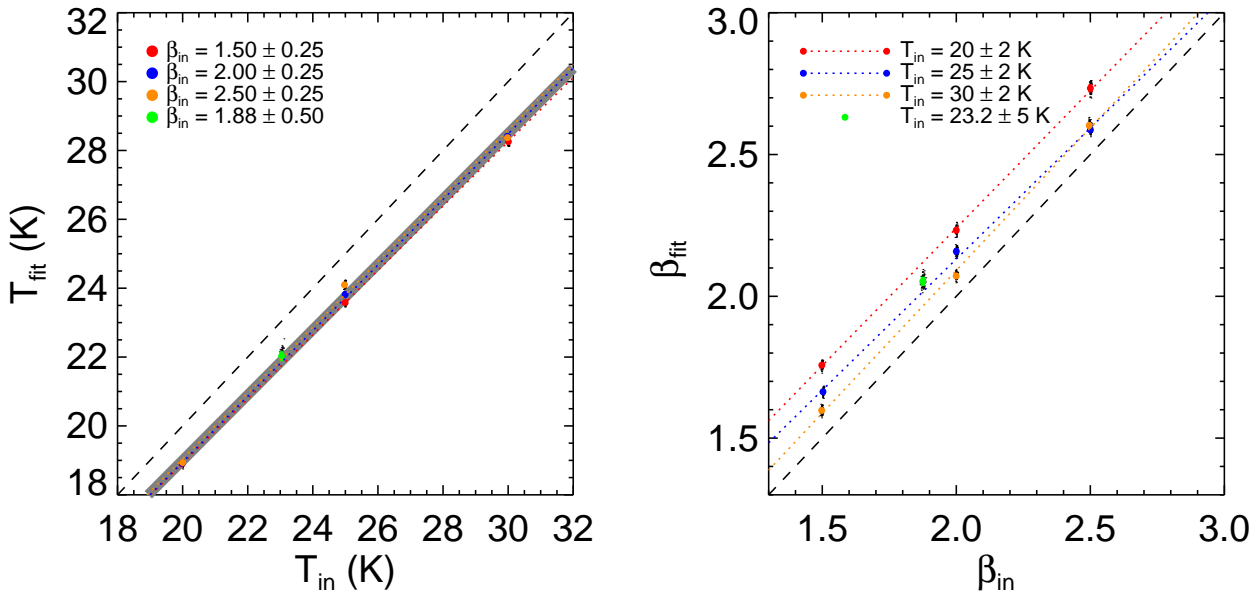 32
30
28
26
24
22
20
18
T_fit (K)
β_in = 1.50 ± 0.25
β_in = 2.00 ± 0.25
β_in = 2.50 ± 0.25
β_in = 1.88 ± 0.50
18 20 22 24 26 28 30 32
T_in (K)
3.0
2.5
2.0
1.5
β_fit
T_in = 20 ± 2 K
T_in = 25 ± 2 K
T_in = 30 ± 2 K
T_in = 23.2 ± 5 K
1.5 2.0 2.5 3.0
β_in